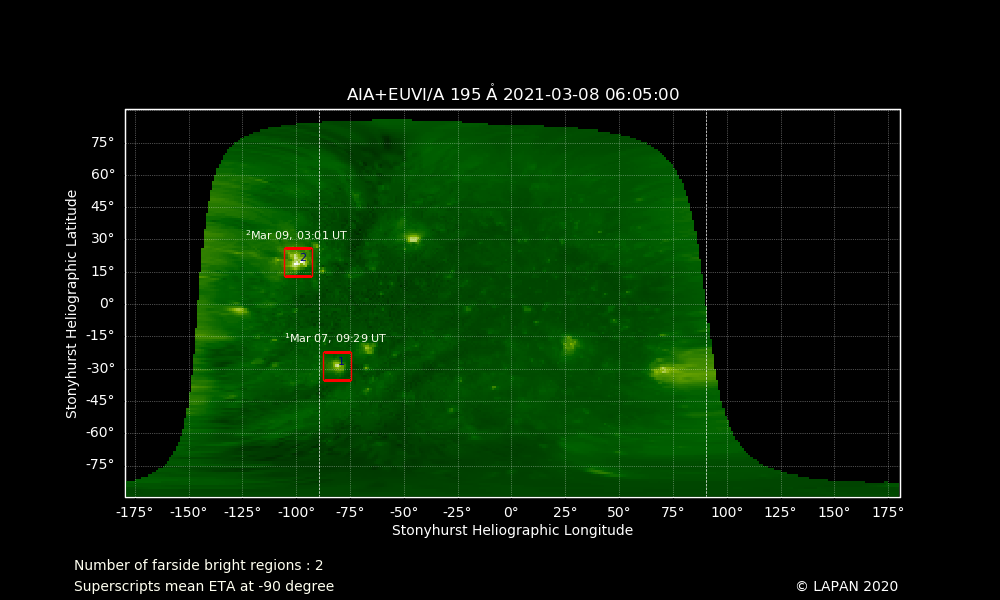 AIA+EUVI/A 195 Å 2021-03-08 06:05:00
Stonyhurst Heliographic Latitude
75°
60°
45°
30°
15°
0°
-15°
-30°
-45°
-60°
-75°
²Mar 09, 03:01 UT
2
¹Mar 07, 09:29 UT
1
-175° -150° -125° -100° -75° -50° -25° 0° 25° 50° 75° 100° 125° 150° 175°
Stonyhurst Heliographic Longitude
Number of farside bright regions : 2
Superscripts mean ETA at -90 degree
© LAPAN 2020